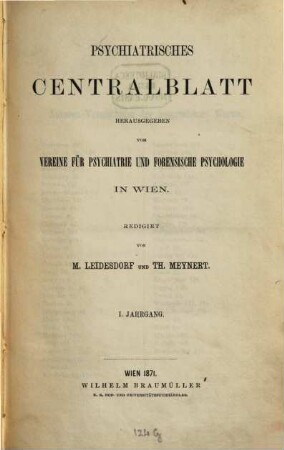 PSYCHIATRISCHES
CENTRALBLATT
HERAUSGEGEBEN
VOM
VEREINE FÜR PSYCHIATRIE UND FORENSISCHE PSYCHOLOGIE
IN WIEN.
REDIGIRT
VON
M. LEIDESDORF UND TH. MEYNERT.
I. JAHRGANG.
WIEN 1871.
WILHELM BRAUMÜLLER
K. K. HOF- UND UNIVERSITÄTSBUCHHÄNDLER.